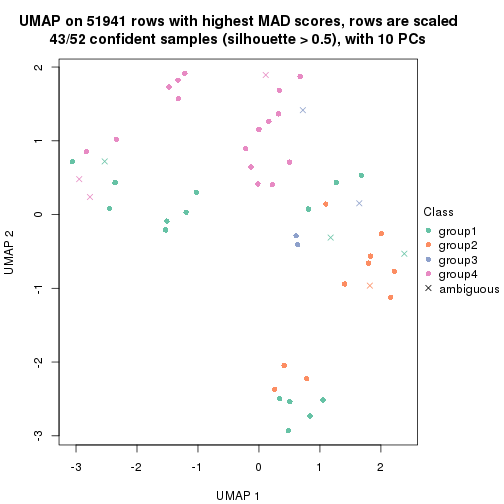 UMAP on 51941 rows with highest MAD scores, rows are scaled
43/52 confident samples (silhouette > 0.5), with 10 PCs
2
1
0
-1
-2
-3
UMAP 2
-3 -2 -1 0 1 2
UMAP 1
Class
group1
group2
group3
group4
ambiguous